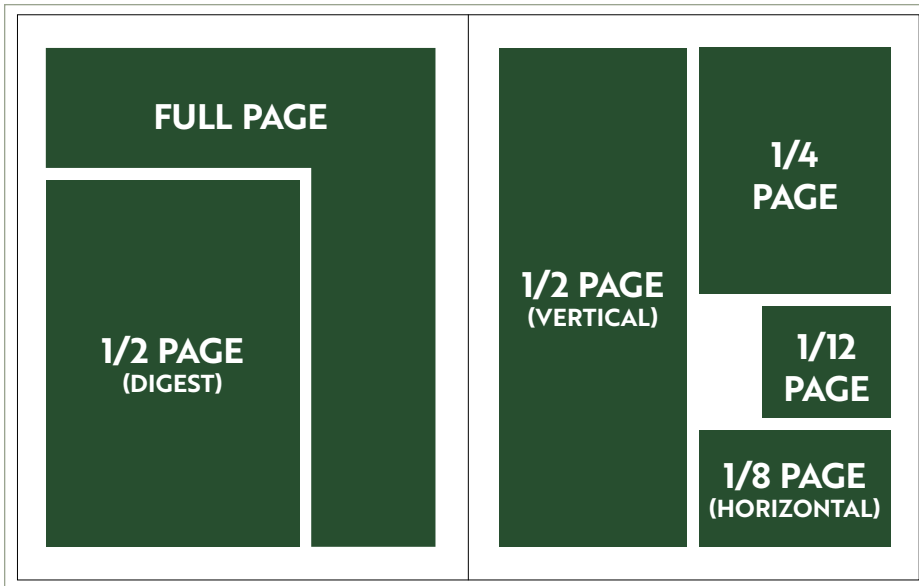 FULL PAGE
1/2 PAGE
(DIGEST)
1/2 PAGE
(VERTICAL)
1/4
PAGE
1/12
PAGE
1/8 PAGE
(HORIZONTAL)